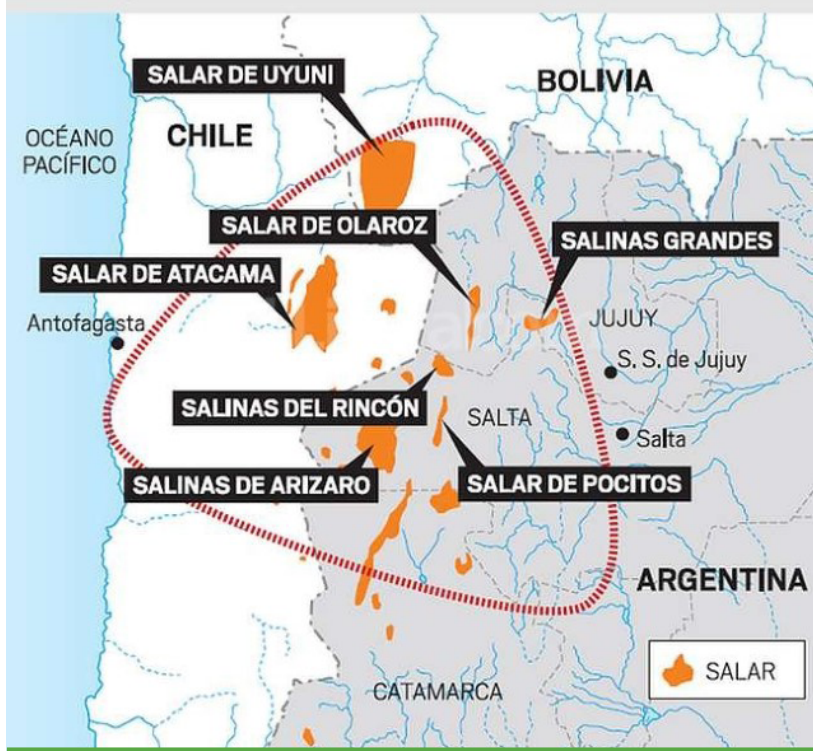 SALAR DE UYUNI
BOLIVIA
OCÉANO
PACÍFICO
CHILE
SALAR DE OLAROZ
SALINAS GRANDES
SALAR DE ATACAMA
Antofagasta
JUJUY
S. S. de Jujuy
SALINAS DEL RINCÓN
SALTA
Salta
SALINAS DE ARIZARO
SALAR DE POCITOS
ARGENTINA
SALAR
CATAMARCA